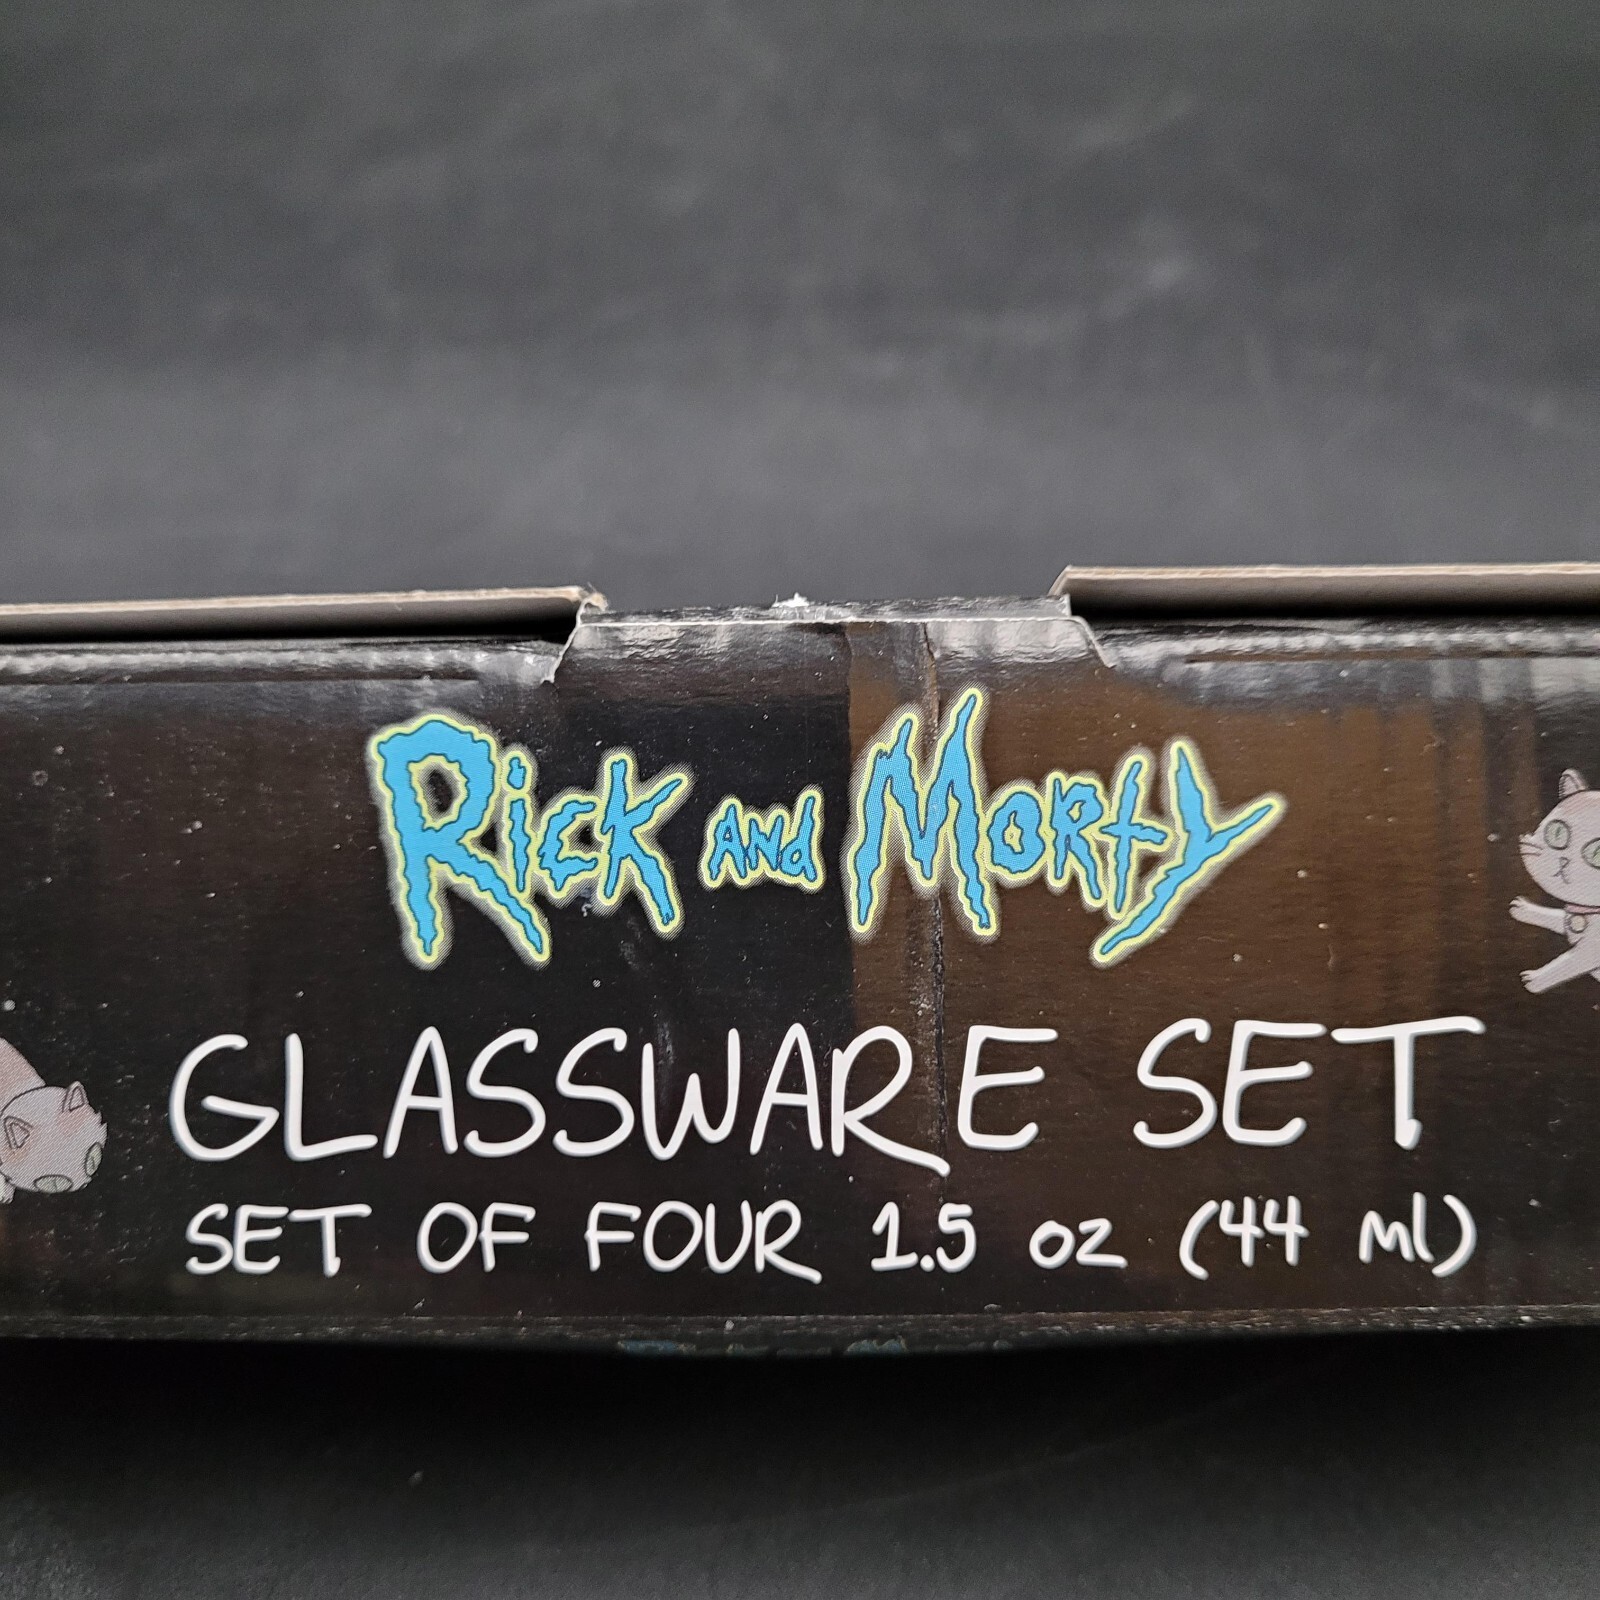 Rick and Morty
GLASSWARE SET
SET OF FOUR 1.5 oz (44 ml)